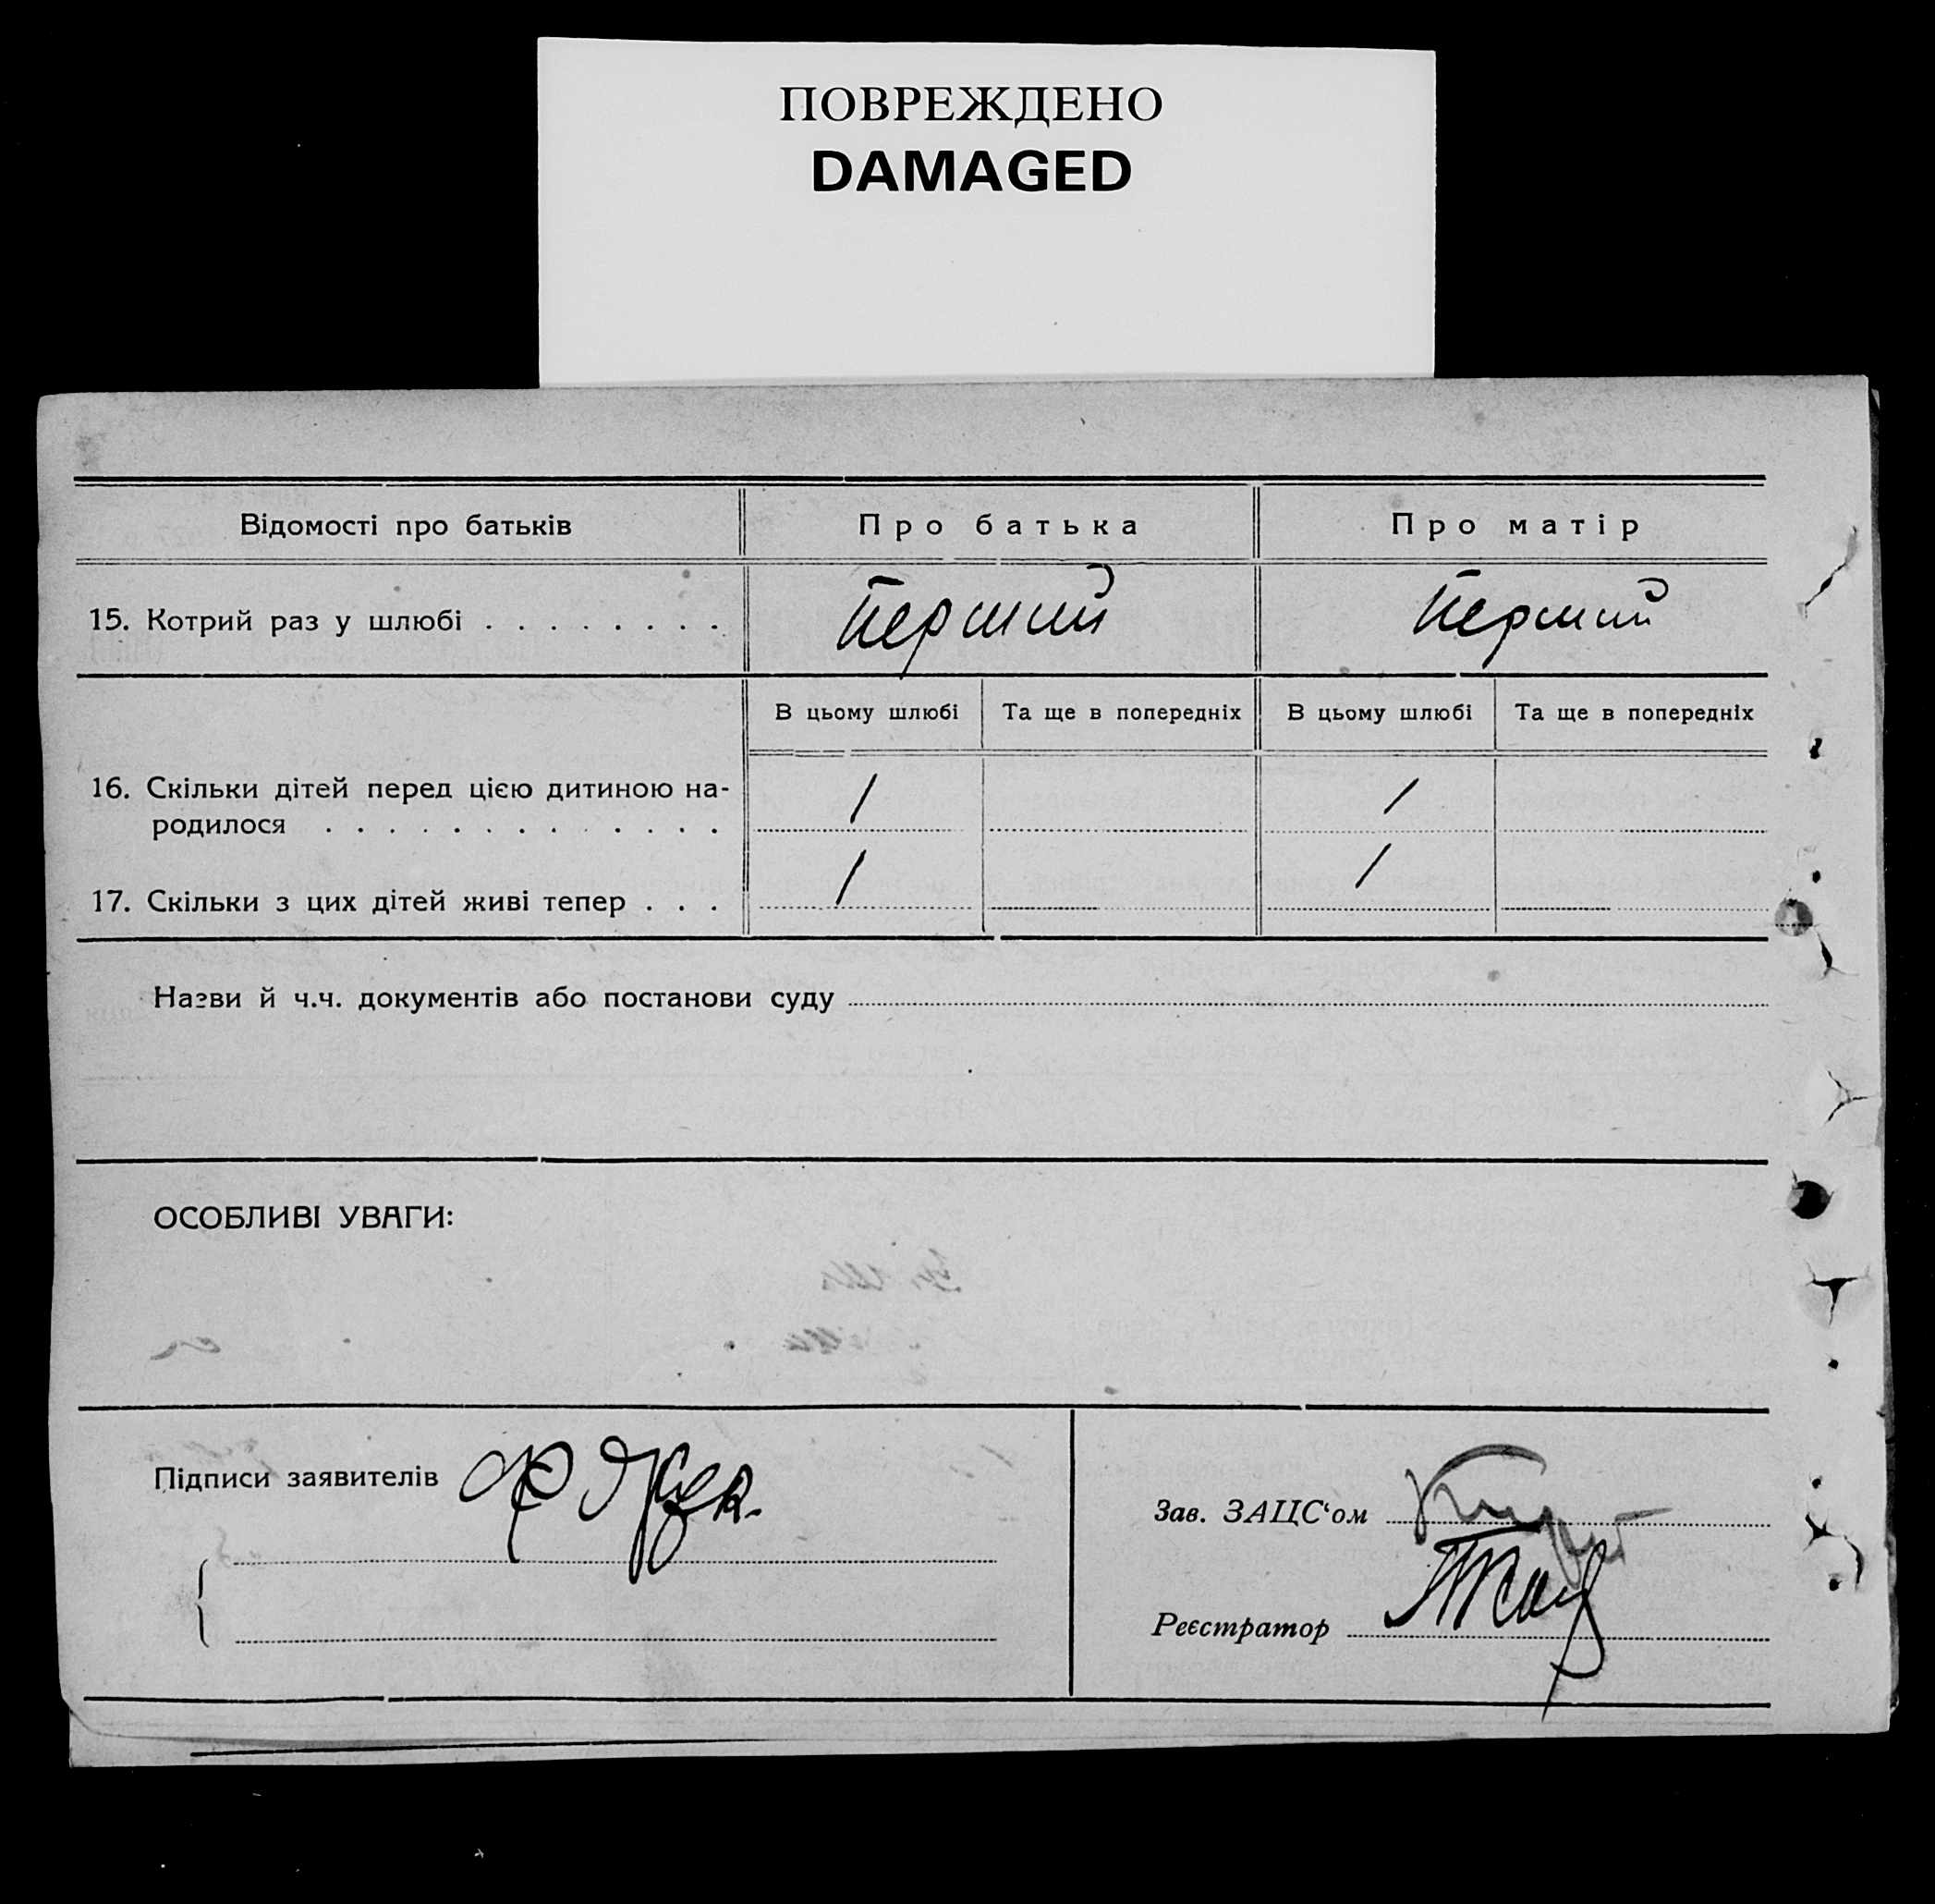 ПОВРЕЖДЕНО
DAMAGED
Відомості про батьків
Про батька
Про матір
15. Котрий раз у шлюбі . . . . . . . .
Перший
Перший
В цьому шлюбі
Та ще в попередніх
В цьому шлюбі
Та ще в попередніх
16. Скільки дітей перед цією дитиною на-
родилося . . . . . . . . . . . . .
1
1
17. Скільки з цих дітей живі тепер . . .
1
1
Назви й ч.ч. документів або постанови суду
ОСОБЛИВІ УВАГИ:
Підписи заявителів
Зав. ЗАЦС‘ом
Реєстратор